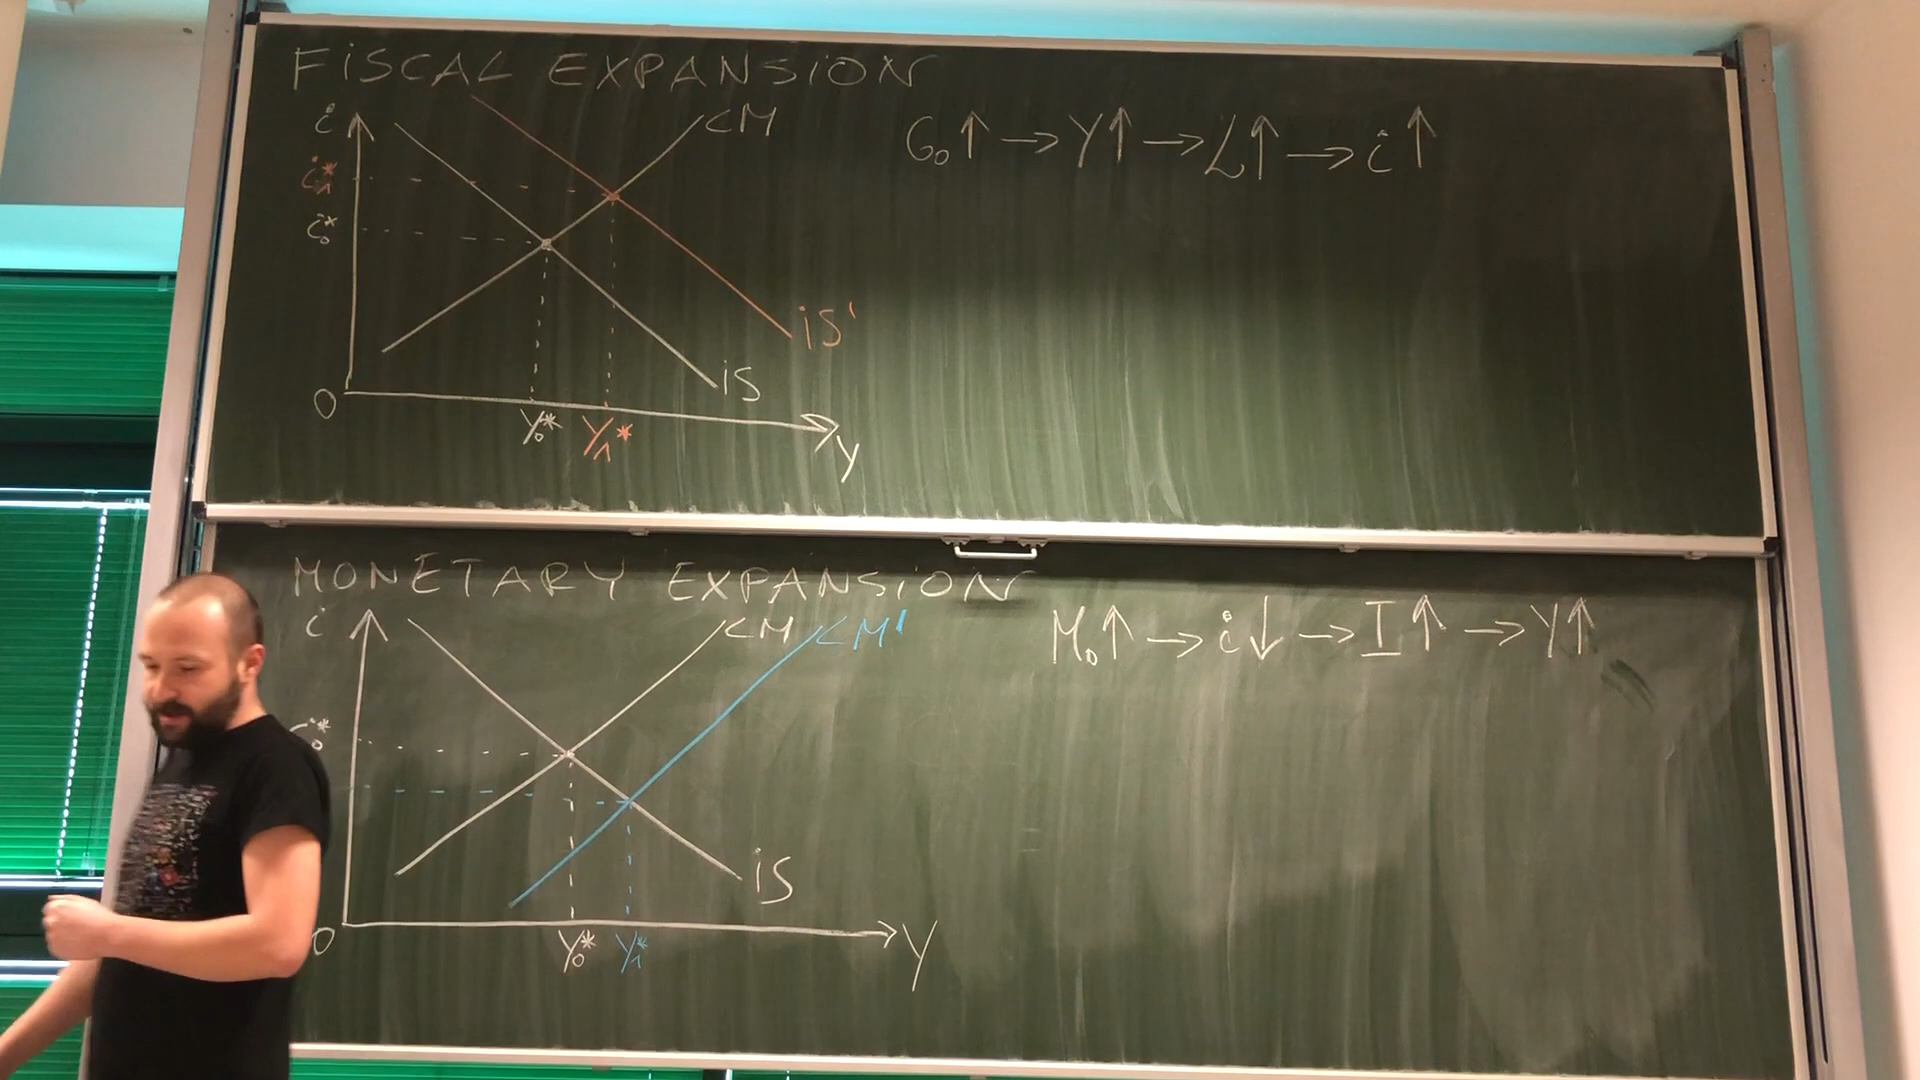 FISCAL EXPANSION
i
LM
G₀↑ → Y↑ → L↑ → i↑
i₁*
i₀*
IS'
IS
0
Y₀*
Y₁*
Y
MONETARY EXPANSION
i
LM
LM'
M₀↑ → i↓ → I↑ → Y↑
i₀*
IS
0
Y₀*
Y₁*
Y